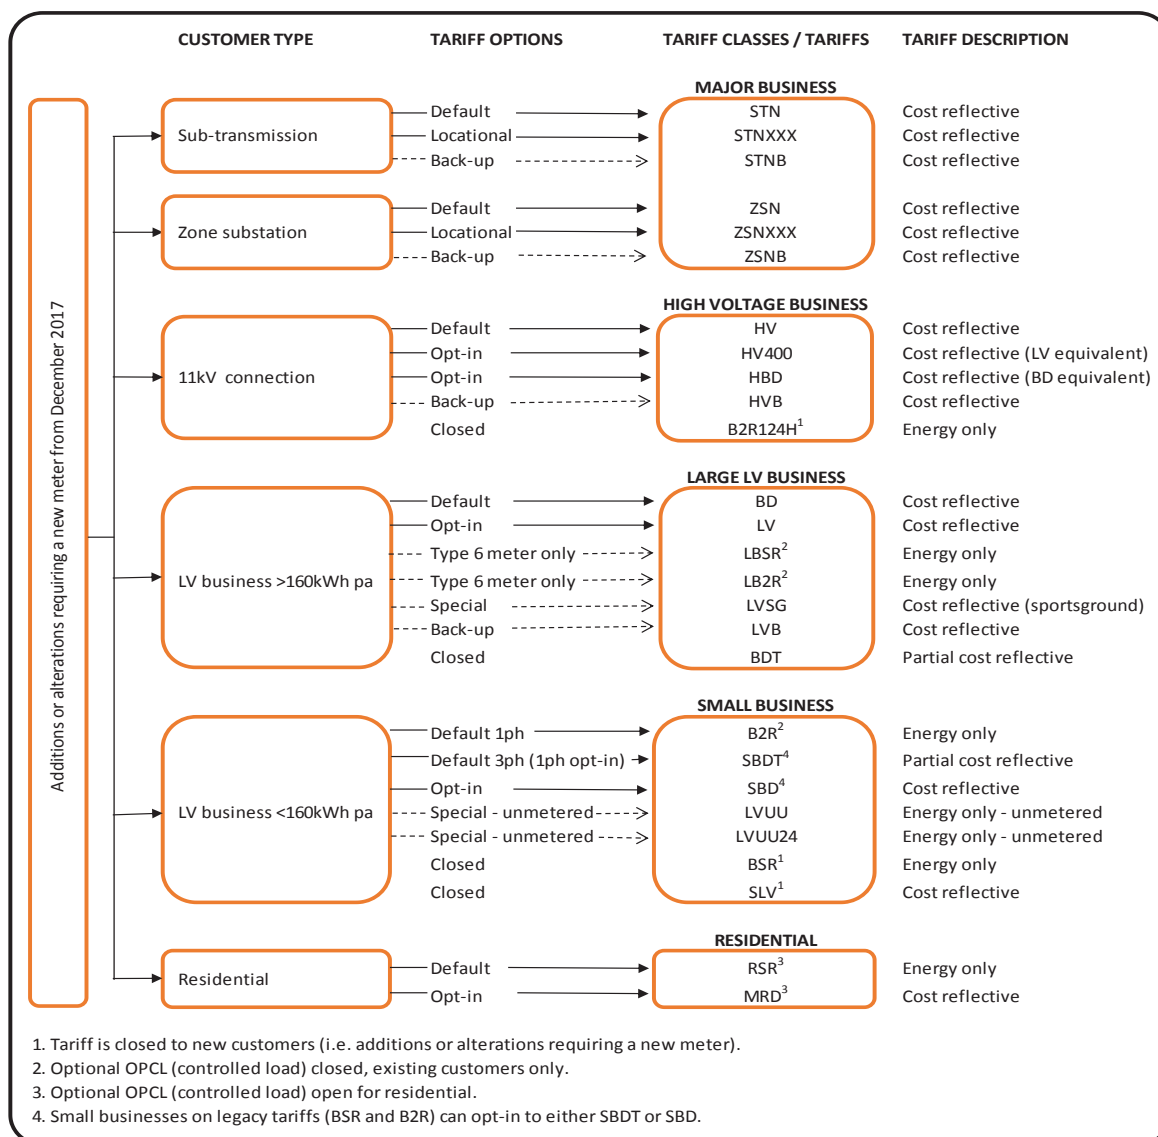 CUSTOMER TYPE TARIFF OPTIONS TARIFF CLASSES / TARIFFS TARIFF DESCRIPTION
Additions or alterations requiring a new meter from December 2017
MAJOR BUSINESS
Sub-transmission
Default STN Cost reflective
Locational STNXXX Cost reflective
Back-up STNB Cost reflective
Zone substation
Default ZSN Cost reflective
Locational ZSNXXX Cost reflective
Back-up ZSNB Cost reflective
HIGH VOLTAGE BUSINESS
11kV connection
Default HV Cost reflective
Opt-in HV400 Cost reflective (LV equivalent)
Opt-in HBD Cost reflective (BD equivalent)
Back-up HVB Cost reflective
Closed B2R124H1 Energy only
LARGE LV BUSINESS
LV business >160kWh pa
Default BD Cost reflective
Opt-in LV Cost reflective
Type 6 meter only LBSR2 Energy only
Type 6 meter only LB2R2 Energy only
Special LVSG Cost reflective (sportsground)
Back-up LVB Cost reflective
Closed BDT Partial cost reflective
SMALL BUSINESS
LV business <160kWh pa
Default 1ph B2R2 Energy only
Default 3ph (1ph opt-in) SBDT4 Partial cost reflective
Opt-in SBD4 Cost reflective
Special - unmetered LVUU Energy only - unmetered
Special - unmetered LVUU24 Energy only - unmetered
Closed BSR1 Energy only
Closed SLV1 Cost reflective
RESIDENTIAL
Residential
Default RSR3 Energy only
Opt-in MRD3 Cost reflective
1. Tariff is closed to new customers (i.e. additions or alterations requiring a new meter).
2. Optional OPCL (controlled load) closed, existing customers only.
3. Optional OPCL (controlled load) open for residential.
4. Small businesses on legacy tariffs (BSR and B2R) can opt-in to either SBDT or SBD.